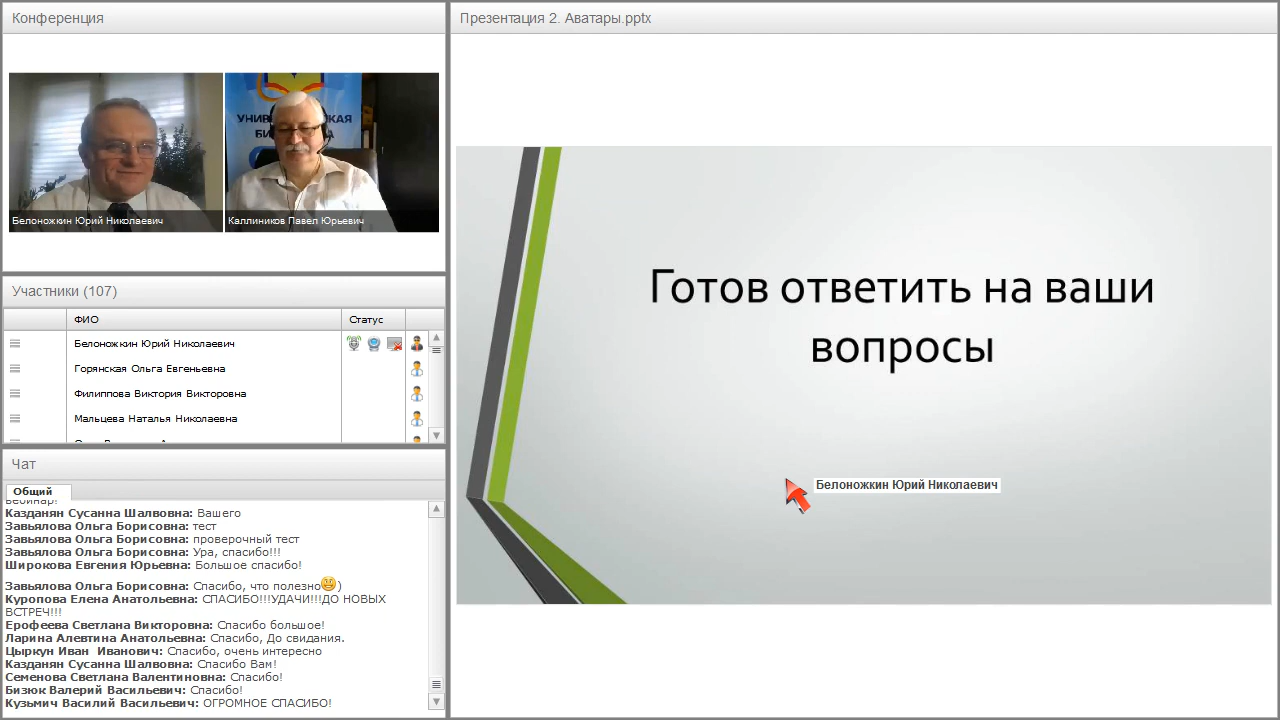 Конференция
Презентация 2. Аватары.pptx
Белоножкин Юрий Николаевич
Каллиников Павел Юрьевич
Готов ответить на ваши
вопросы
Белоножкин Юрий Николаевич
Участники (107)
ФИО
Статус
Белоножкин Юрий Николаевич
Горянская Ольга Евгеньевна
Филиппова Виктория Викторовна
Мальцева Наталья Николаевна
Чат
Общий
Казданян Сусанна Шалвовна: Вашего
Завьялова Ольга Борисовна: тест
Завьялова Ольга Борисовна: проверочный тест
Завьялова Ольга Борисовна: Ура, спасибо!!!
Широкова Евгения Юрьевна: Большое спасибо!
Завьялова Ольга Борисовна: Спасибо, что полезно )
Куропова Елена Анатольевна: СПАСИБО!!!УДАЧИ!!!ДО НОВЫХ
ВСТРЕЧ!!!
Ерофеева Светлана Викторовна: Спасибо большое!
Ларина Алевтина Анатольевна: Спасибо, До свидания.
Цыркун Иван  Иванович: Спасибо, очень интересно
Казданян Сусанна Шалвовна: Спасибо Вам!
Семенова Светлана Валентиновна: Спасибо!
Бизюк Валерий Васильевич: Спасибо!
Кузьмич Василий Васильевич: ОГРОМНОЕ СПАСИБО!